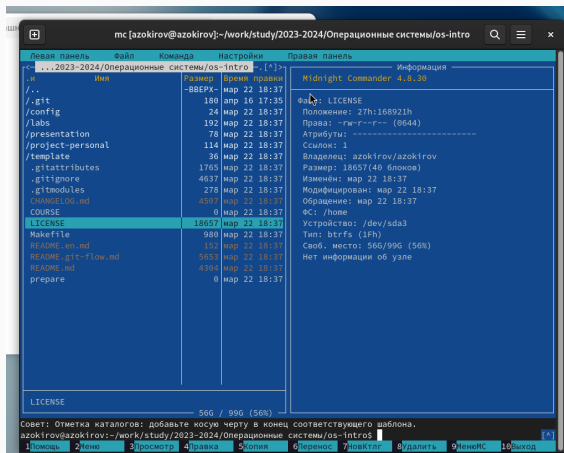 mc [azokirov@azokirov]:~/work/study/2023-2024/Операционные системы/os-intro
Левая панель Файл Команда Настройки Правая панель
<— ...2023-2024/Операционные системы/os-intro —.[^]>
.и Имя Размер Время правки
/.. -ВВЕРХ- мар 22 18:37
/.git 180 апр 16 17:35
/config 24 мар 22 18:37
/labs 192 мар 22 18:37
/presentation 78 мар 22 18:37
/project-personal 114 мар 22 18:37
/template 36 мар 22 18:37
.gitattributes 1765 мар 22 18:37
.gitignore 4637 мар 22 18:37
.gitmodules 278 мар 22 18:37
CHANGELOG.md 4507 мар 22 18:37
COURSE 0 мар 22 18:37
LICENSE 18657 мар 22 18:37
Makefile 980 мар 22 18:37
README.en.md 152 мар 22 18:37
README.git-flow.md 5653 мар 22 18:37
README.md 4304 мар 22 18:37
prepare 0 мар 22 18:37
LICENSE
56G / 99G (56%)
Информация
Midnight Commander 4.8.30
Файл: LICENSE
Положение: 27h:168921h
Права: -rw-r--r-- (0644)
Атрибуты: ------------------------
Ссылок: 1
Владелец: azokirov/azokirov
Размер: 18657(40 блоков)
Изменён: мар 22 18:37
Модифицирован: мар 22 18:37
Обращение: мар 22 18:37
ФС: /home
Устройство: /dev/sda3
Тип: btrfs (1Fh)
Своб. место: 56G/99G (56%)
Нет информации об узле
Совет: Отметка каталогов: добавьте косую черту в конец соответствующего шаблона.
azokirov@azokirov:~/work/study/2023-2024/Операционные системы/os-intro$ [^]
1Помощь 2Меню 3Просмотр 4Правка 5Копия 6Перенос 7НовКтлг 8Удалить 9МенюMC 10Выход